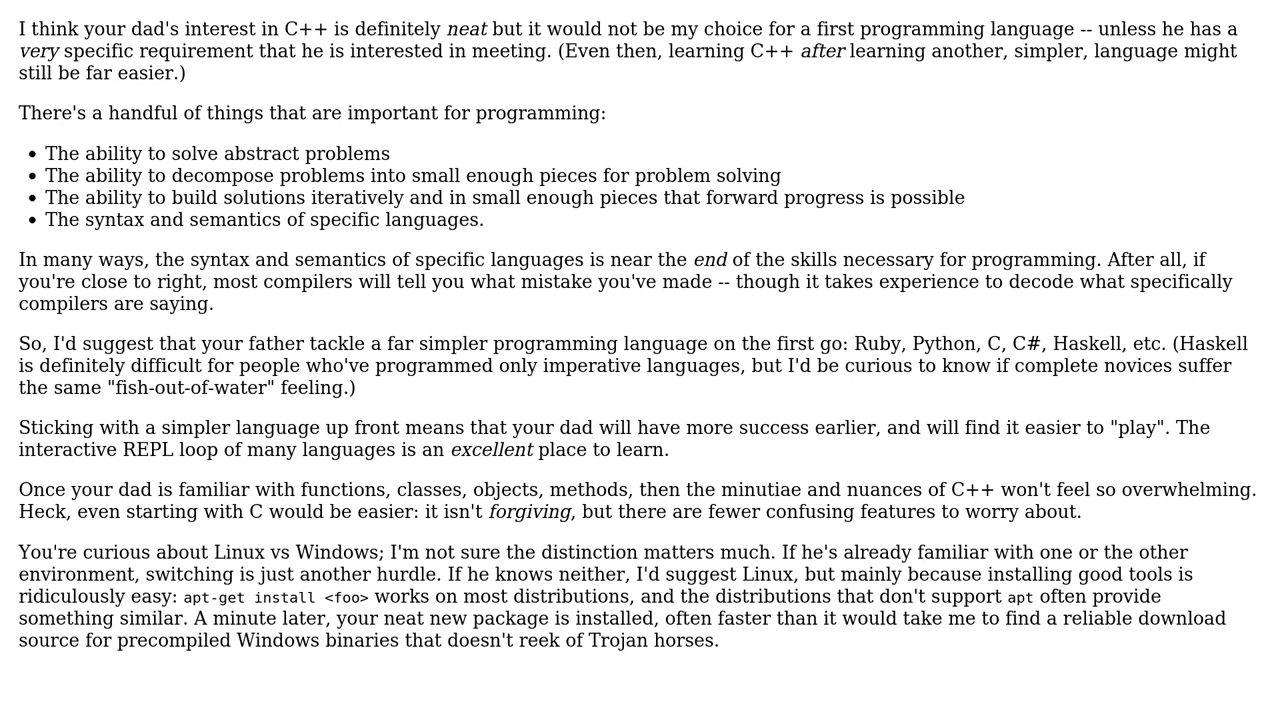 I think your dad's interest in C++ is definitely neat but it would not be my choice for a first programming language -- unless he has a
very specific requirement that he is interested in meeting. (Even then, learning C++ after learning another, simpler, language might
still be far easier.)
There's a handful of things that are important for programming:
• The ability to solve abstract problems
• The ability to decompose problems into small enough pieces for problem solving
• The ability to build solutions iteratively and in small enough pieces that forward progress is possible
• The syntax and semantics of specific languages.
In many ways, the syntax and semantics of specific languages is near the end of the skills necessary for programming. After all, if
you're close to right, most compilers will tell you what mistake you've made -- though it takes experience to decode what specifically
compilers are saying.
So, I'd suggest that your father tackle a far simpler programming language on the first go: Ruby, Python, C, C#, Haskell, etc. (Haskell
is definitely difficult for people who've programmed only imperative languages, but I'd be curious to know if complete novices suffer
the same "fish-out-of-water" feeling.)
Sticking with a simpler language up front means that your dad will have more success earlier, and will find it easier to "play". The
interactive REPL loop of many languages is an excellent place to learn.
Once your dad is familiar with functions, classes, objects, methods, then the minutiae and nuances of C++ won't feel so overwhelming.
Heck, even starting with C would be easier: it isn't forgiving, but there are fewer confusing features to worry about.
You're curious about Linux vs Windows; I'm not sure the distinction matters much. If he's already familiar with one or the other
environment, switching is just another hurdle. If he knows neither, I'd suggest Linux, but mainly because installing good tools is
ridiculously easy: apt-get install <foo> works on most distributions, and the distributions that don't support apt often provide
something similar. A minute later, your neat new package is installed, often faster than it would take me to find a reliable download
source for precompiled Windows binaries that doesn't reek of Trojan horses.